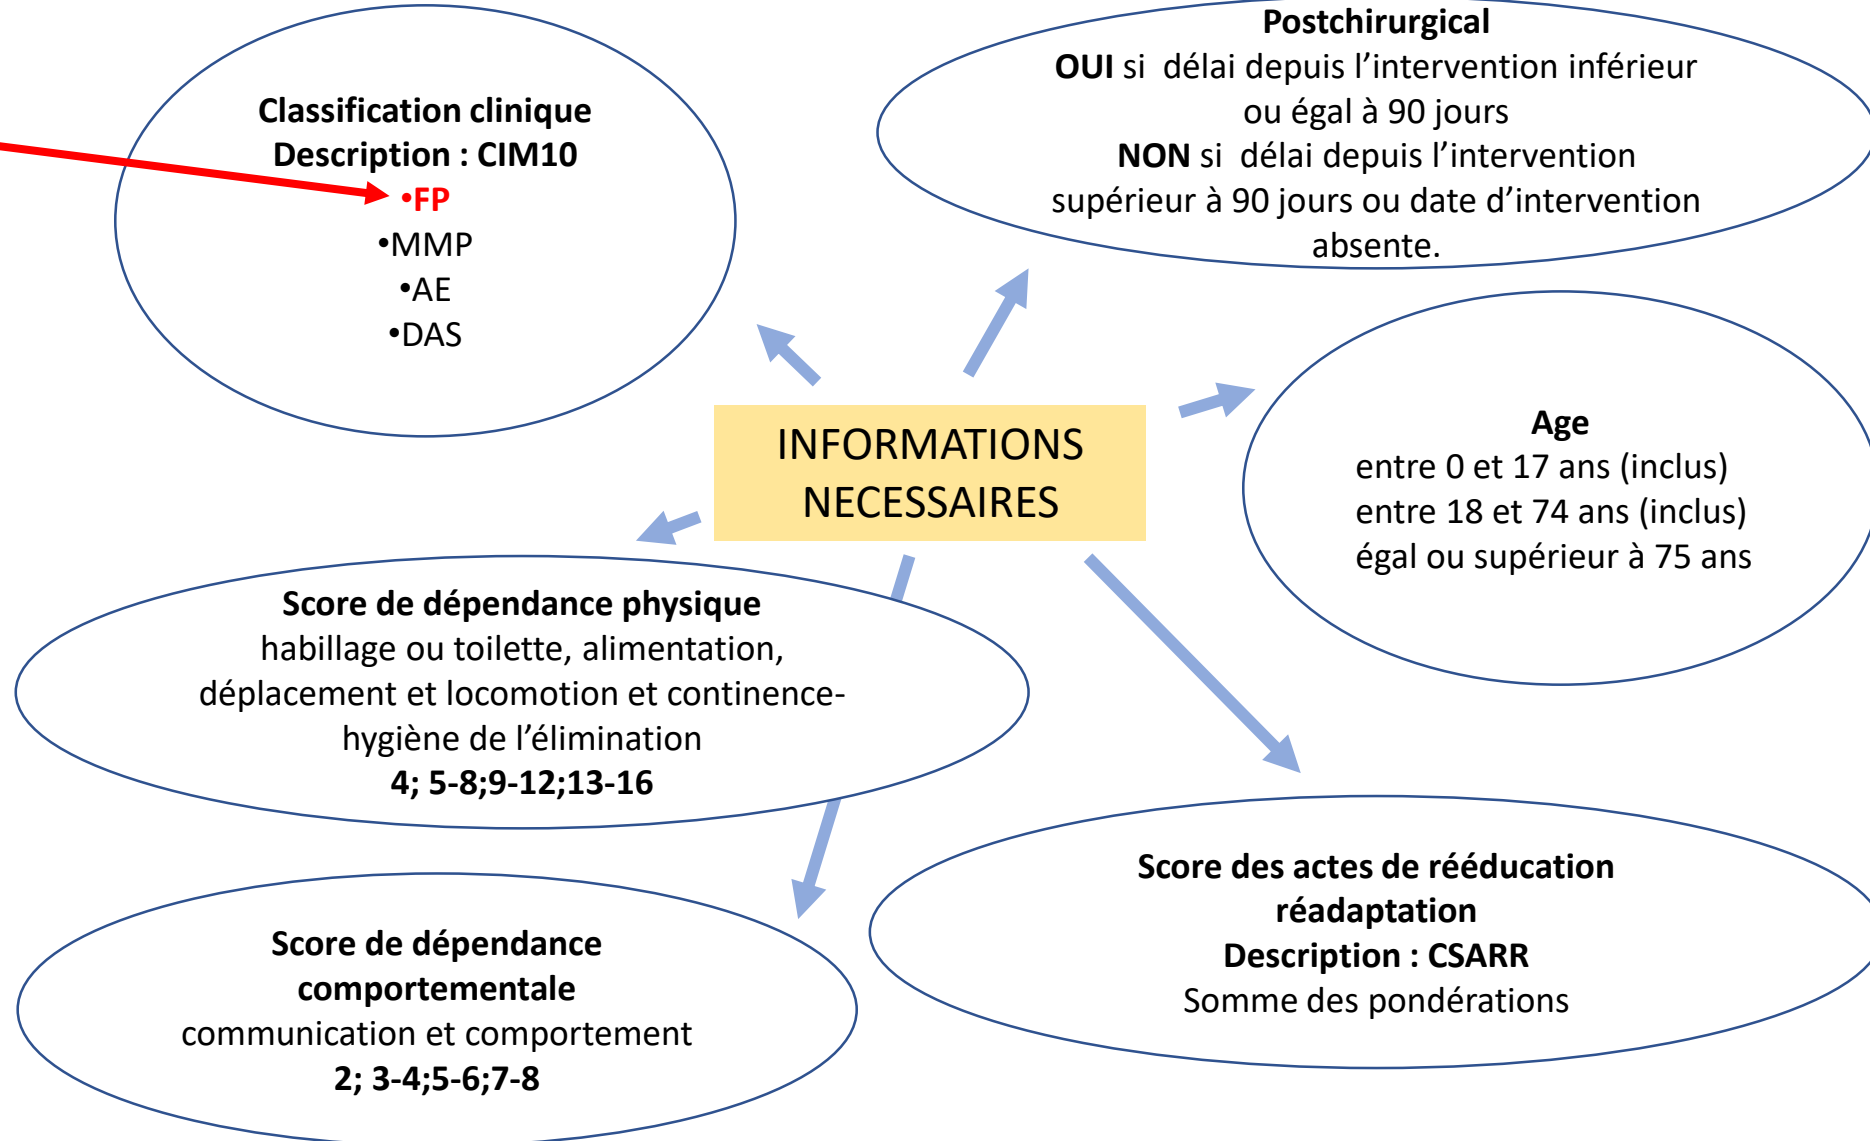 Classification clinique
Description : CIM10
•FP
•MMP
•AE
•DAS
Postchirurgical
OUI si  délai depuis l’intervention inférieur
ou égal à 90 jours
NON si  délai depuis l’intervention
supérieur à 90 jours ou date d’intervention
absente.
INFORMATIONS
NECESSAIRES
Age
entre 0 et 17 ans (inclus)
entre 18 et 74 ans (inclus)
égal ou supérieur à 75 ans
Score de dépendance physique
habillage ou toilette, alimentation,
déplacement et locomotion et continence-
hygiène de l’élimination
4; 5-8;9-12;13-16
Score de dépendance
comportementale
communication et comportement
2; 3-4;5-6;7-8
Score des actes de rééducation
réadaptation
Description : CSARR
Somme des pondérations